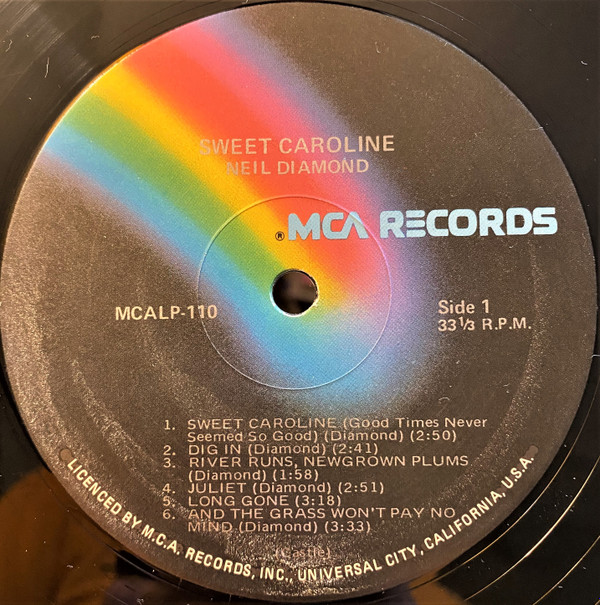 SWEET CAROLINE
NEIL DIAMOND
®MCA RECORDS
MCALP-110
Side 1
33 1/3 R.P.M.
1. SWEET CAROLINE (Good Times Never
Seemed So Good) (Diamond) (2:50)
2. DIG IN (Diamond) (2:41)
3. RIVER RUNS, NEWGROWN PLUMS
(Diamond) (1:58)
4. JULIET (Diamond) (2:51)
5. LONG GONE (3:18)
6. AND THE GRASS WON'T PAY NO
MIND (Diamond) (3:33)
(Castle)
LICENCED BY M.C.A. RECORDS, INC., UNIVERSAL CITY, CALIFORNIA, U.S.A.